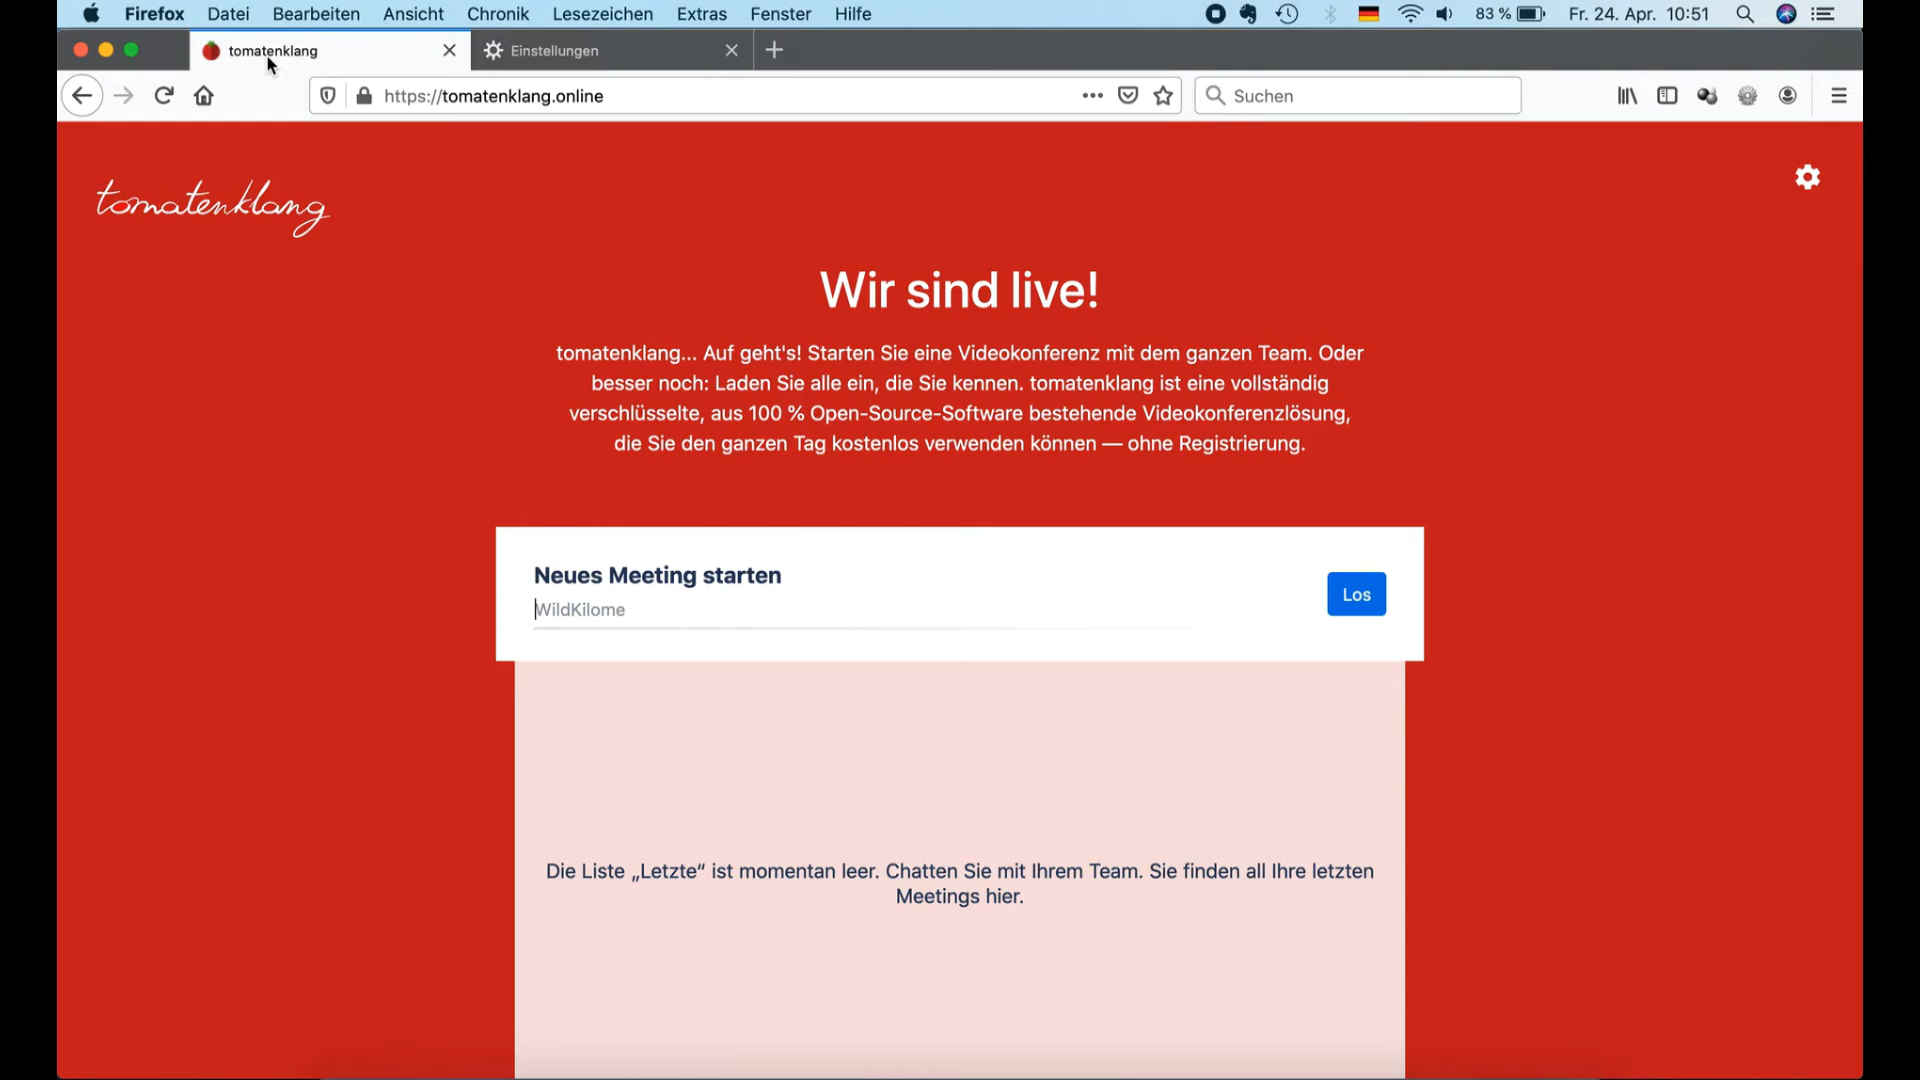 Firefox Datei Bearbeiten Ansicht Chronik Lesezeichen Extras Fenster Hilfe 83 % Fr. 24. Apr. 10:51
tomatenklang Einstellungen
https://tomatenklang.online Suchen
tomatenklang
Wir sind live!
tomatenklang... Auf geht's! Starten Sie eine Videokonferenz mit dem ganzen Team. Oder
besser noch: Laden Sie alle ein, die Sie kennen. tomatenklang ist eine vollständig
verschlüsselte, aus 100 % Open-Source-Software bestehende Videokonferenzlösung,
die Sie den ganzen Tag kostenlos verwenden können — ohne Registrierung.
Neues Meeting starten
WildKilome
Los
Die Liste „Letzte“ ist momentan leer. Chatten Sie mit Ihrem Team. Sie finden all Ihre letzten
Meetings hier.